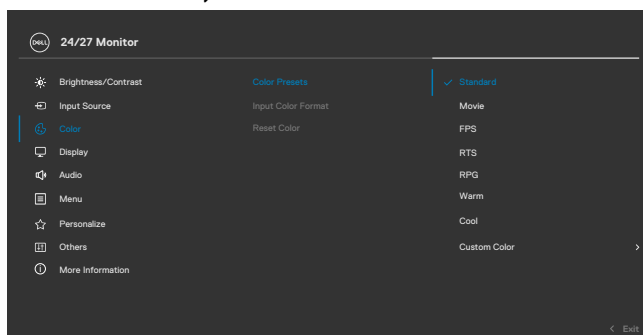 DELL 24/27 Monitor
Brightness/Contrast Color Presets Standard
Input Source Input Color Format Movie
Color Reset Color FPS
Display RTS
Audio RPG
Menu Warm
Personalize Cool
Others Custom Color
More Information
Exit